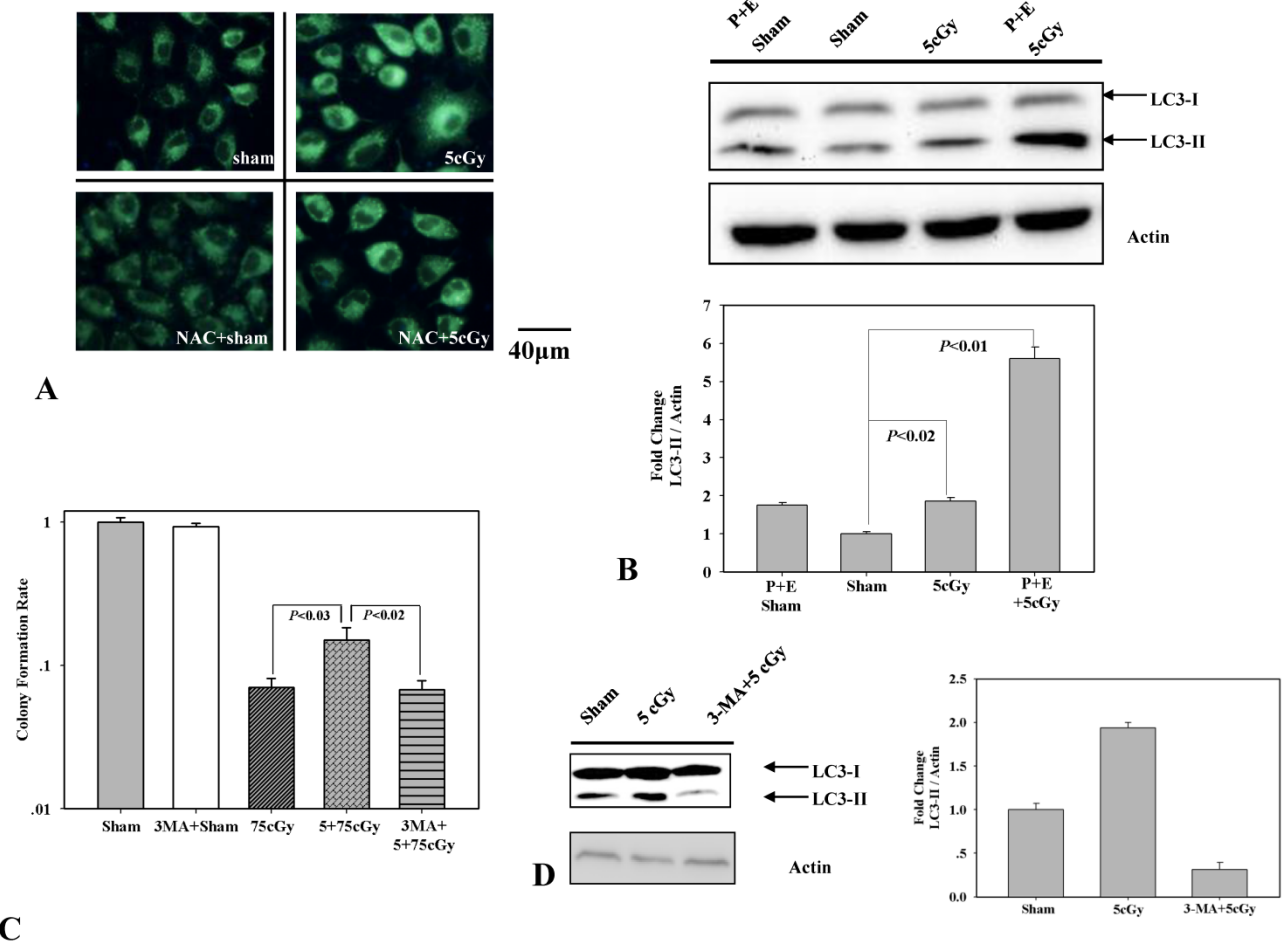 sham
5cGy
NAC+sham
NAC+5cGy
40μm
A
P+E
Sham
Sham
5cGy
P+E
5cGy
LC3-I
LC3-II
Actin
7
6
5
4
3
2
1
0
Fold Change
LC3-II / Actin
P<0.01
P<0.02
P+E
Sham
Sham
5cGy
P+E
+5cGy
B
Colony Formation Rate
1
.1
.01
P<0.03
P<0.02
Sham
3MA+Sham
75cGy
5+75cGy
3MA+
5+75cGy
C
Sham
5 cGy
3-MA+5 cGy
LC3-I
LC3-II
Actin
D
Fold Change
LC3-II / Actin
2.5
2.0
1.5
1.0
.5
0.0
Sham
5cGy
3-MA+5cGy